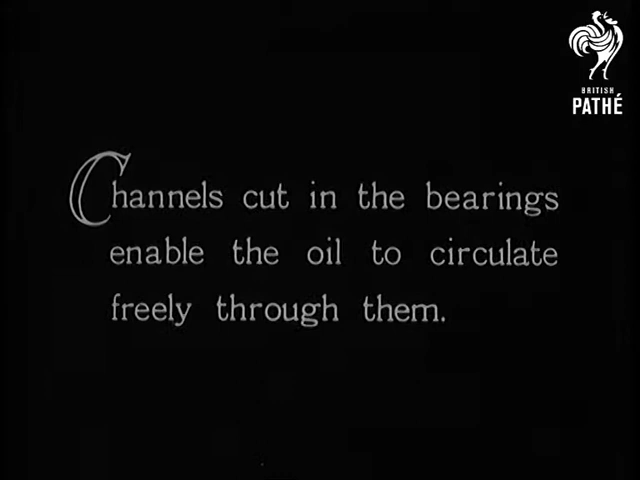 BRITISH
PATHÉ
Channels cut in the bearings
enable the oil to circulate
freely through them.